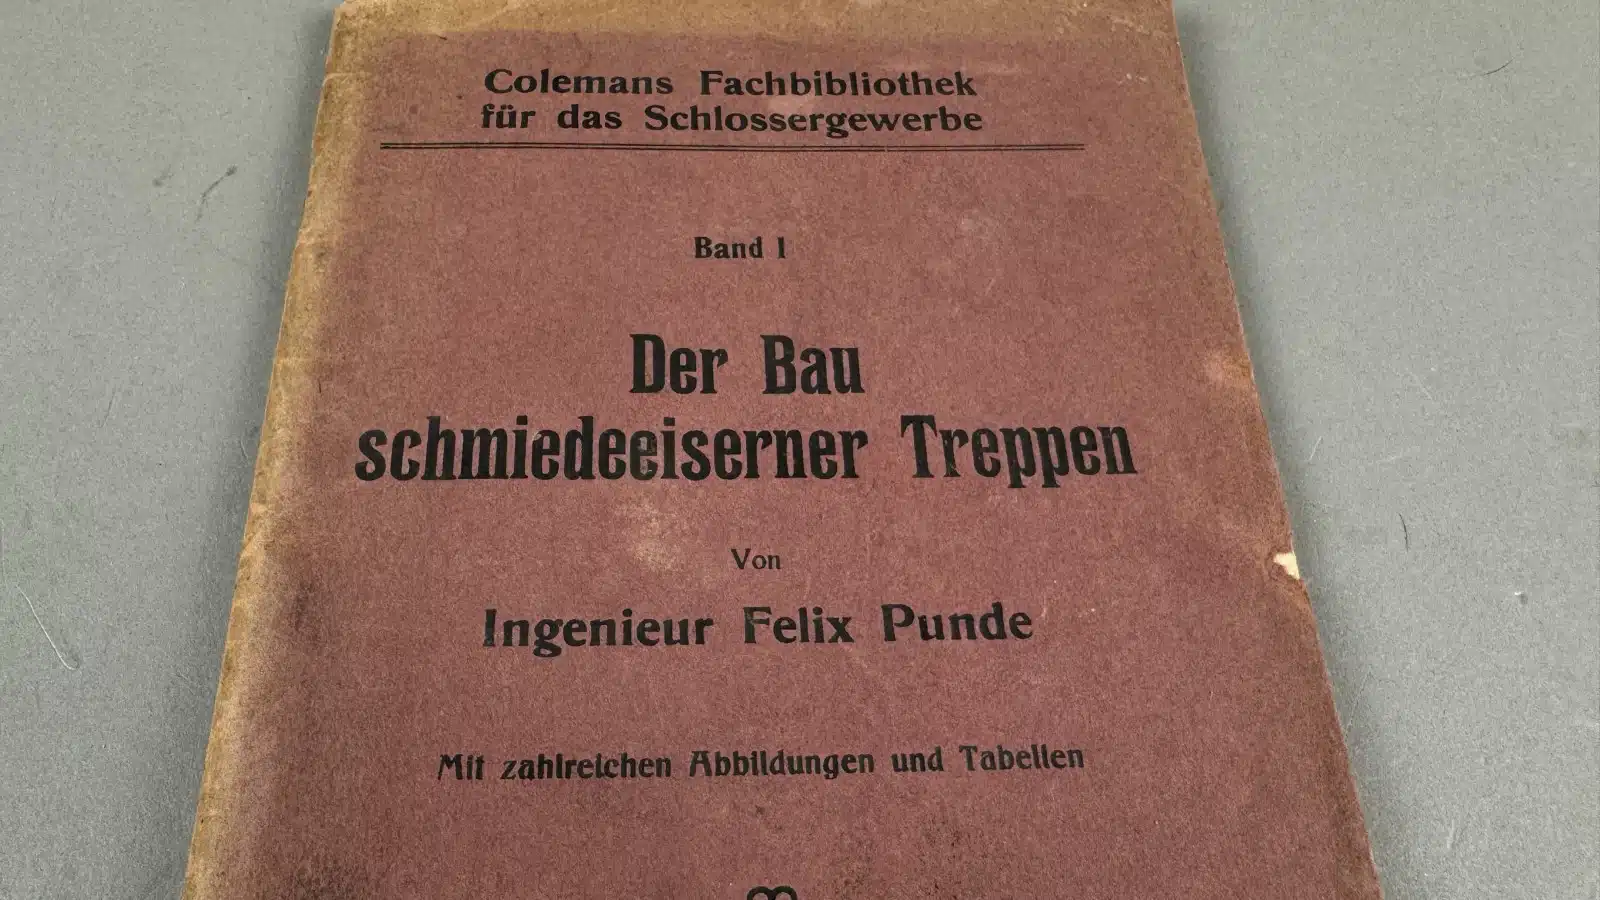 Colemans Fachbibliothek
für das Schlossergewerbe
Band I
Der Bau
schmiedeeiserner Treppen
Von
Ingenieur Felix Punde
Mit zahlreichen Abbildungen und Tabellen